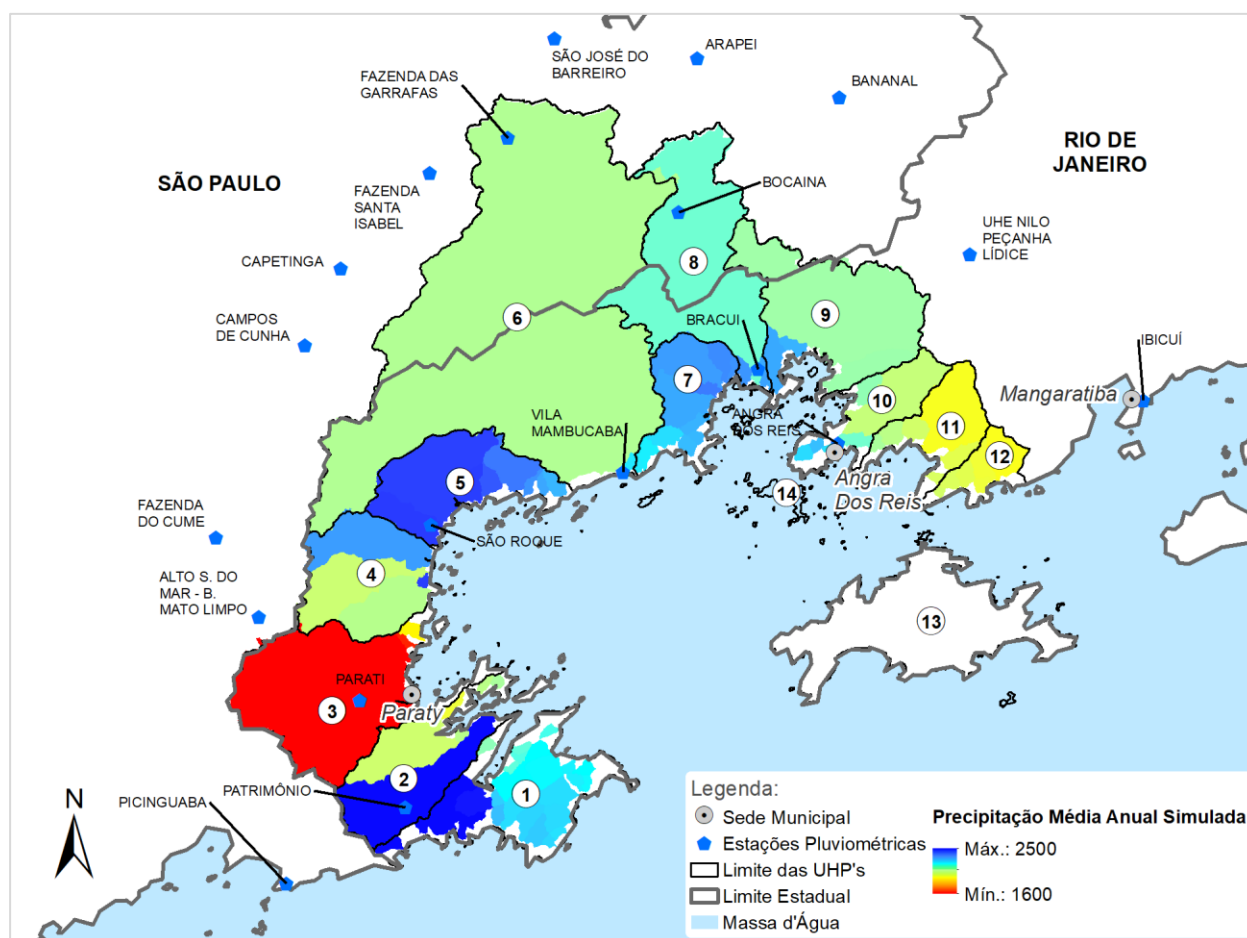 SÃO JOSÉ DO
BARREIRO
ARAPEI
FAZENDA DAS
GARRAFAS
BANANAL
RIO DE
JANEIRO
SÃO PAULO
FAZENDA
SANTA
ISABEL
BOCAINA
UHE NILO
PEÇANHA
LÍDICE
CAPETINGA
8
CAMPOS
DE CUNHA
6
9
BRACUI
IBICUÍ
7
Mangaratiba
10
VILA
MAMBUCABA
ANGRA
DOS REIS
11
12
5
Angra
Dos Reis
14
FAZENDA
DO CUME
SÃO ROQUE
4
ALTO S. DO
MAR - B.
MATO LIMPO
13
PARATI
3
Paraty
2
1
PATRIMÔNIO
PICINGUABA
N
Legenda:
Sede Municipal
Estações Pluviométricas
Limite das UHP's
Limite Estadual
Massa d'Água
Precipitação Média Anual Simulada
Máx.: 2500
Mín.: 1600